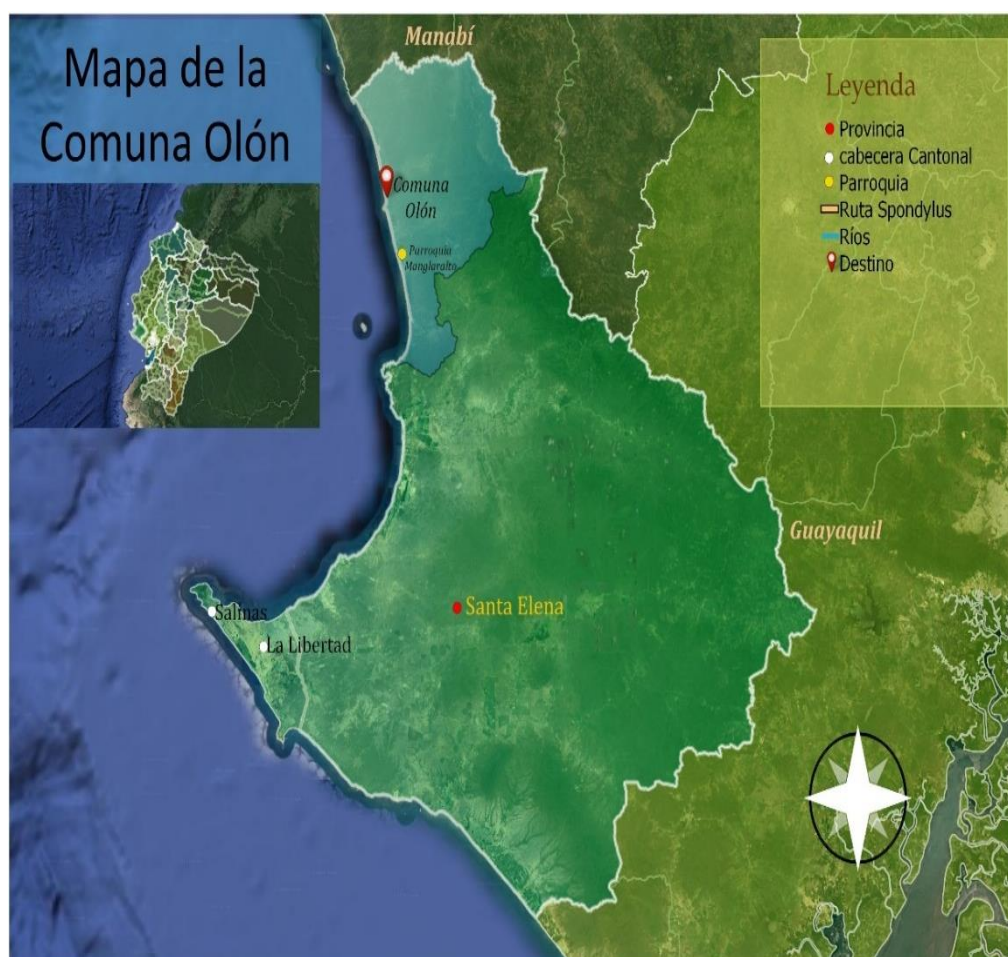 Mapa de la
Comuna Olón
Manabí
Leyenda
Provincia
cabecera Cantonal
Parroquia
Ruta Spondylus
Ríos
Destino
Comuna
Olón
Parroquia
Manglaralto
Guayaquil
Salinas
Santa Elena
La Libertad